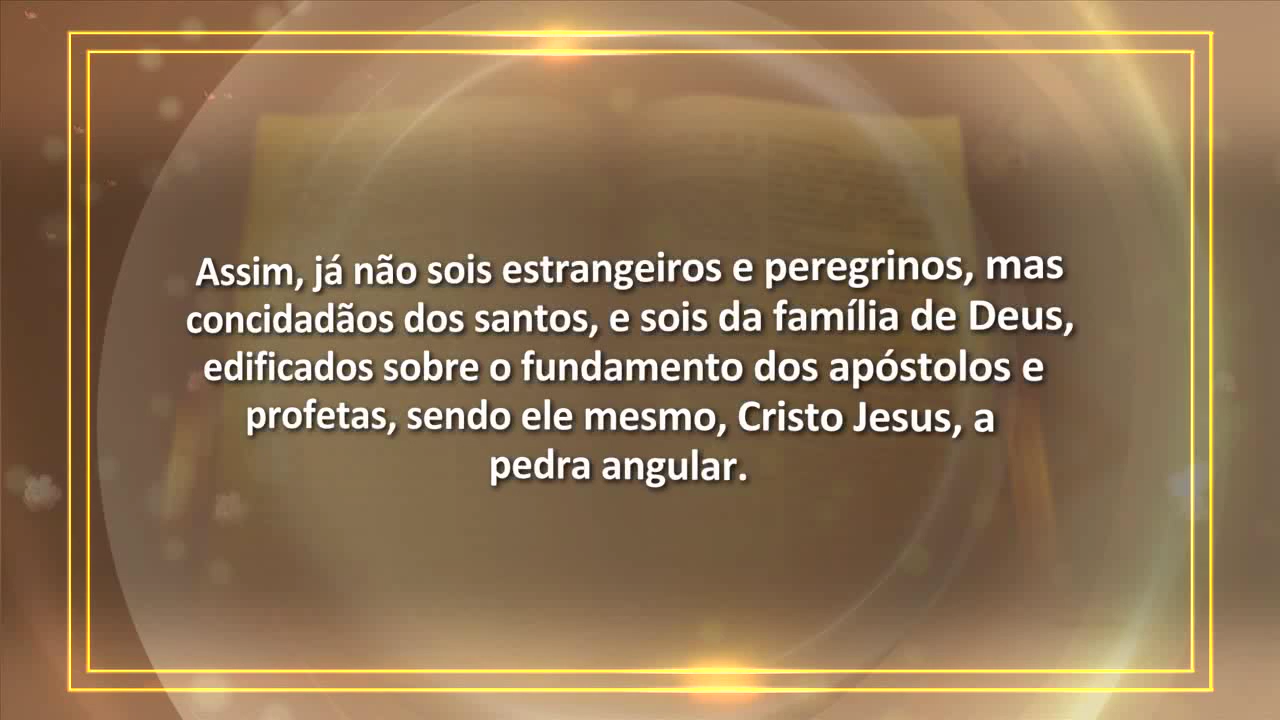 Assim, já não sois estrangeiros e peregrinos, mas
concidadãos dos santos, e sois da família de Deus,
edificados sobre o fundamento dos apóstolos e
profetas, sendo ele mesmo, Cristo Jesus, a
pedra angular.